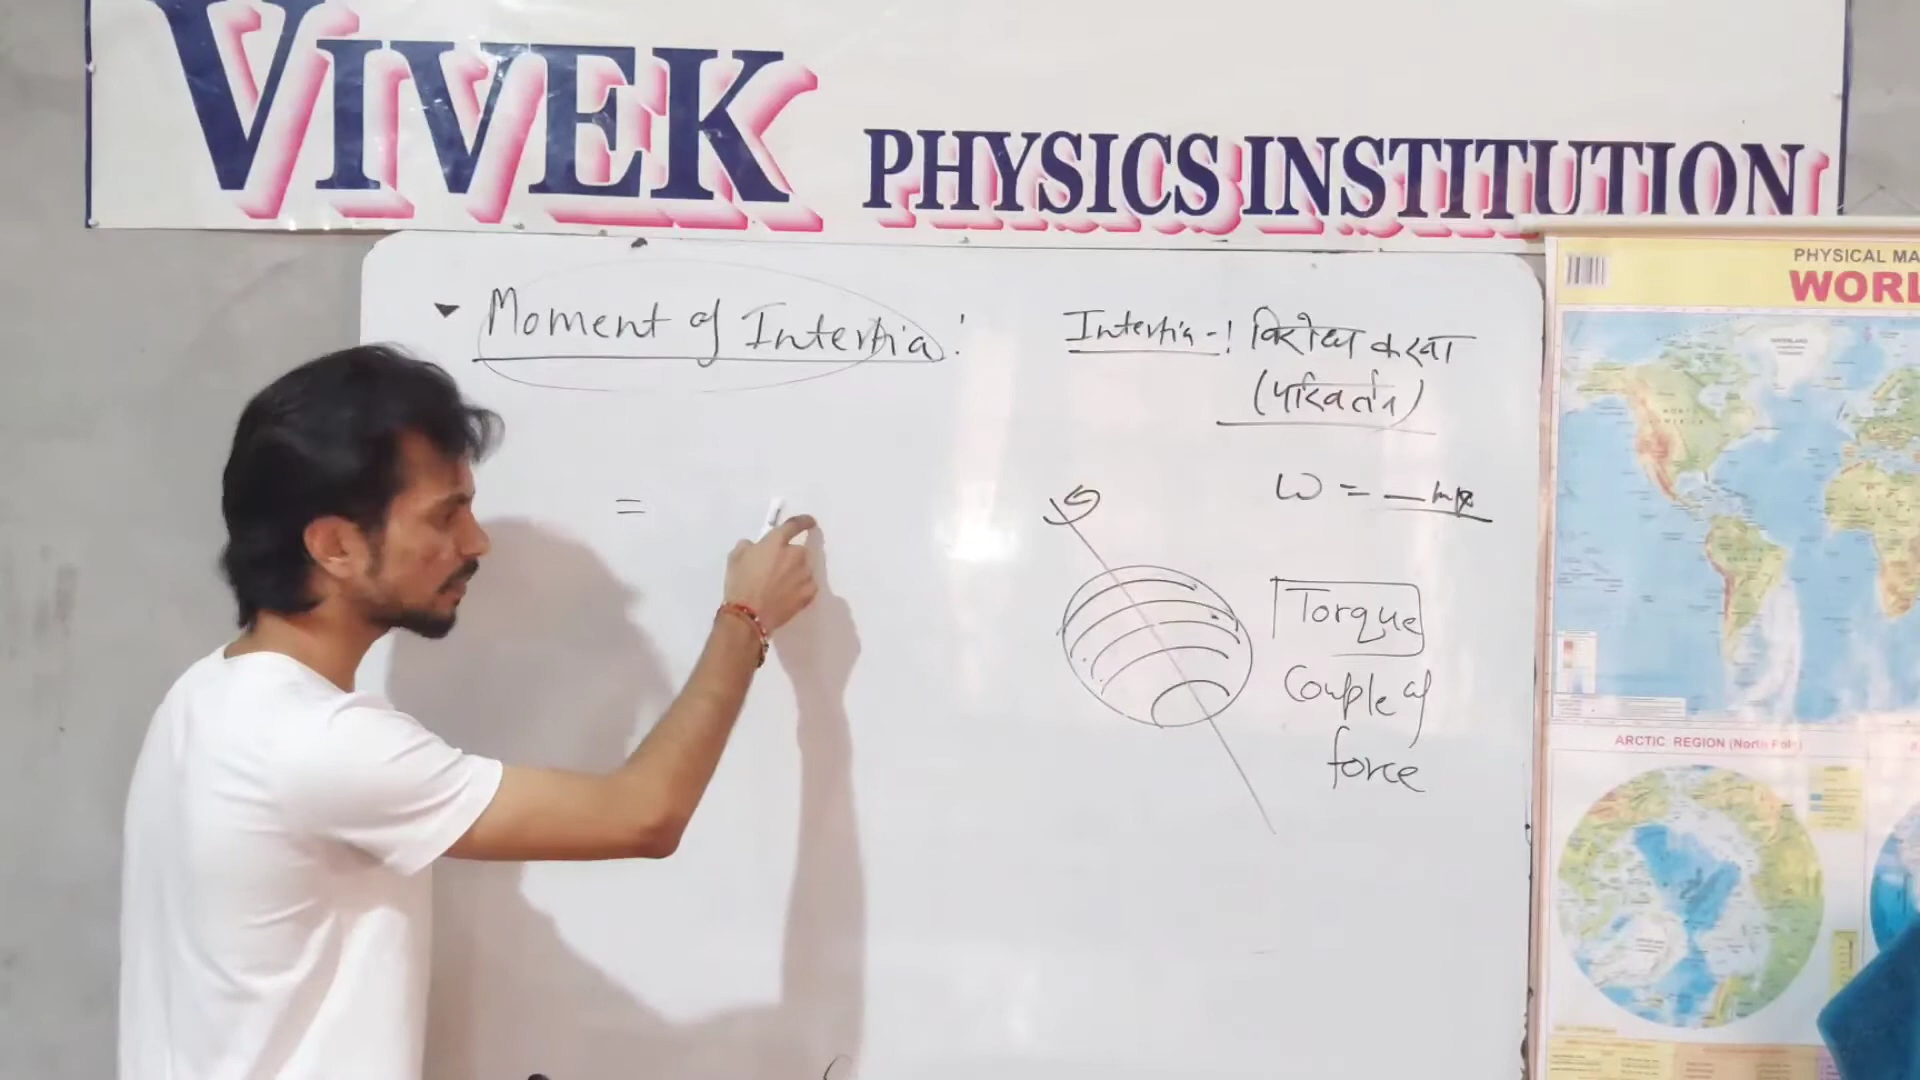 VIVEK PHYSICS INSTITUTION
Moment of Intertia :
Intertia - ! विरोध करना
(परिवर्तन)
ω =
Torque
Couple of
force
PHYSICAL MA
WORL
ARCTIC REGION (North Pole)